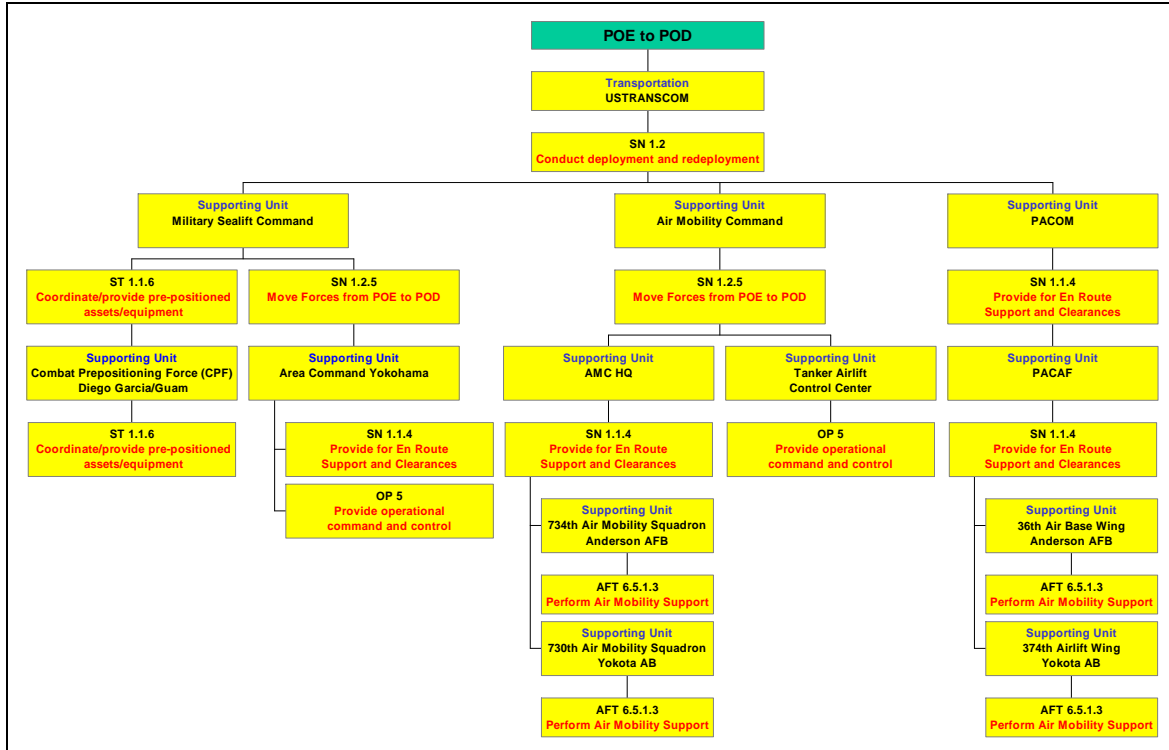 POE to POD
Transportation
USTRANSCOM
SN 1.2
Conduct deployment and redeployment
Supporting Unit
Military Sealift Command
Supporting Unit
Air Mobility Command
Supporting Unit
PACOM
ST 1.1.6
Coordinate/provide pre-positioned
assets/equipment
SN 1.2.5
Move Forces from POE to POD
SN 1.2.5
Move Forces from POE to POD
SN 1.1.4
Provide for En Route
Support and Clearances
Supporting Unit
Combat Prepositioning Force (CPF)
Diego Garcia/Guam
Supporting Unit
Area Command Yokohama
Supporting Unit
AMC HQ
Supporting Unit
Tanker Airlift
Control Center
Supporting Unit
PACAF
ST 1.1.6
Coordinate/provide pre-positioned
assets/equipment
SN 1.1.4
Provide for En Route
Support and Clearances
SN 1.1.4
Provide for En Route
Support and Clearances
OP 5
Provide operational
command and control
SN 1.1.4
Provide for En Route
Support and Clearances
OP 5
Provide operational
command and control
Supporting Unit
734th Air Mobility Squadron
Anderson AFB
Supporting Unit
36th Air Base Wing
Anderson AFB
AFT 6.5.1.3
Perform Air Mobility Support
AFT 6.5.1.3
Perform Air Mobility Support
Supporting Unit
730th Air Mobility Squadron
Yokota AB
Supporting Unit
374th Airlift Wing
Yokota AB
AFT 6.5.1.3
Perform Air Mobility Support
AFT 6.5.1.3
Perform Air Mobility Support